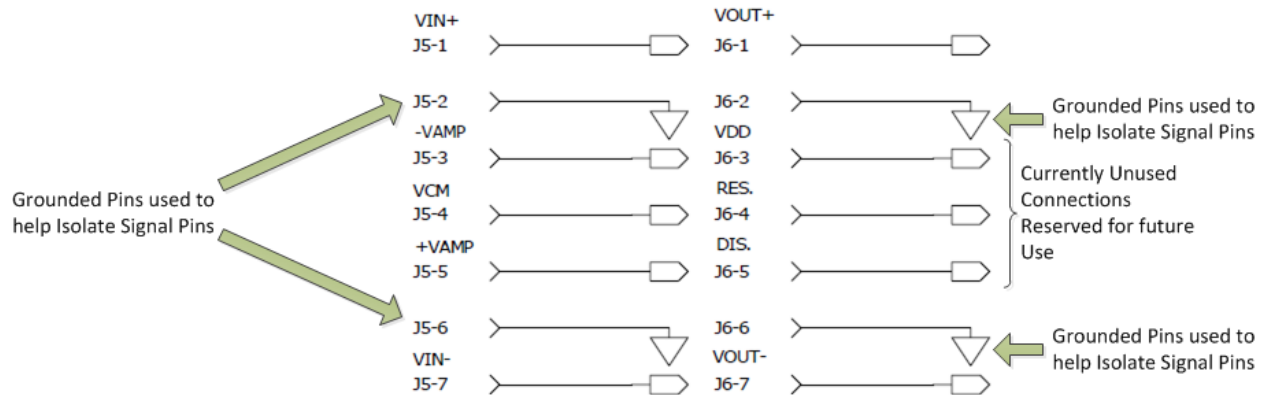 VIN+
J5-1
VOUT+
J6-1
J5-2
J6-2
Grounded Pins used to
help Isolate Signal Pins
-VAMP
J5-3
VDD
J6-3
Grounded Pins used to
help Isolate Signal Pins
VCM
J5-4
RES.
J6-4
Currently Unused
Connections
Reserved for future
Use
+VAMP
J5-5
DIS.
J6-5
J5-6
J6-6
Grounded Pins used to
help Isolate Signal Pins
VIN-
J5-7
VOUT-
J6-7